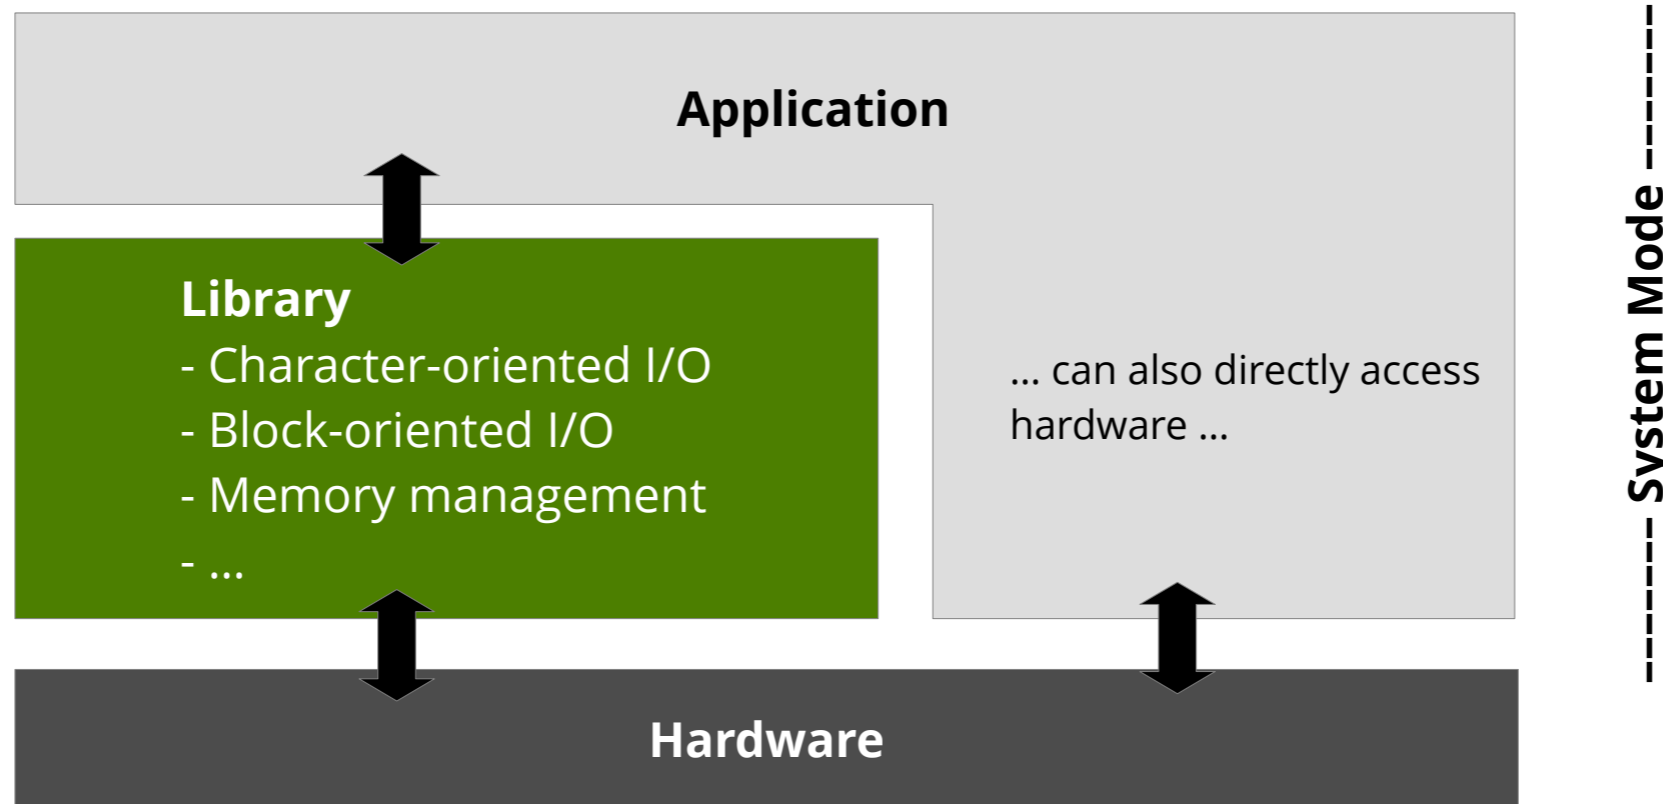 Application
Library
- Character-oriented I/O
- Block-oriented I/O
- Memory management
- ...
... can also directly access
hardware ...
Hardware
-------- System Mode --------